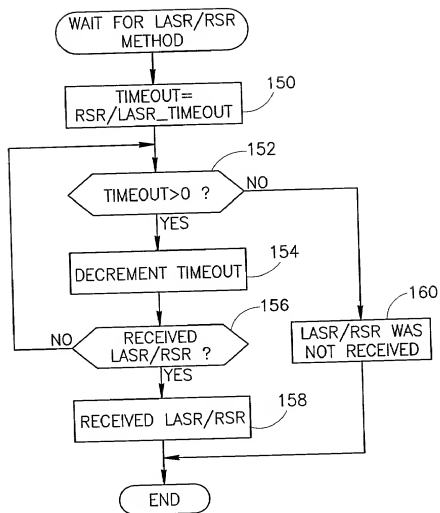 WAIT FOR LASR/RSR
METHOD
TIMEOUT=
RSR/LASR_TIMEOUT
150
152
TIMEOUT>0 ?
NO
YES
DECREMENT TIMEOUT
154
156
NO
RECEIVED
LASR/RSR ?
YES
160
LASR/RSR WAS
NOT RECEIVED
RECEIVED LASR/RSR
158
END